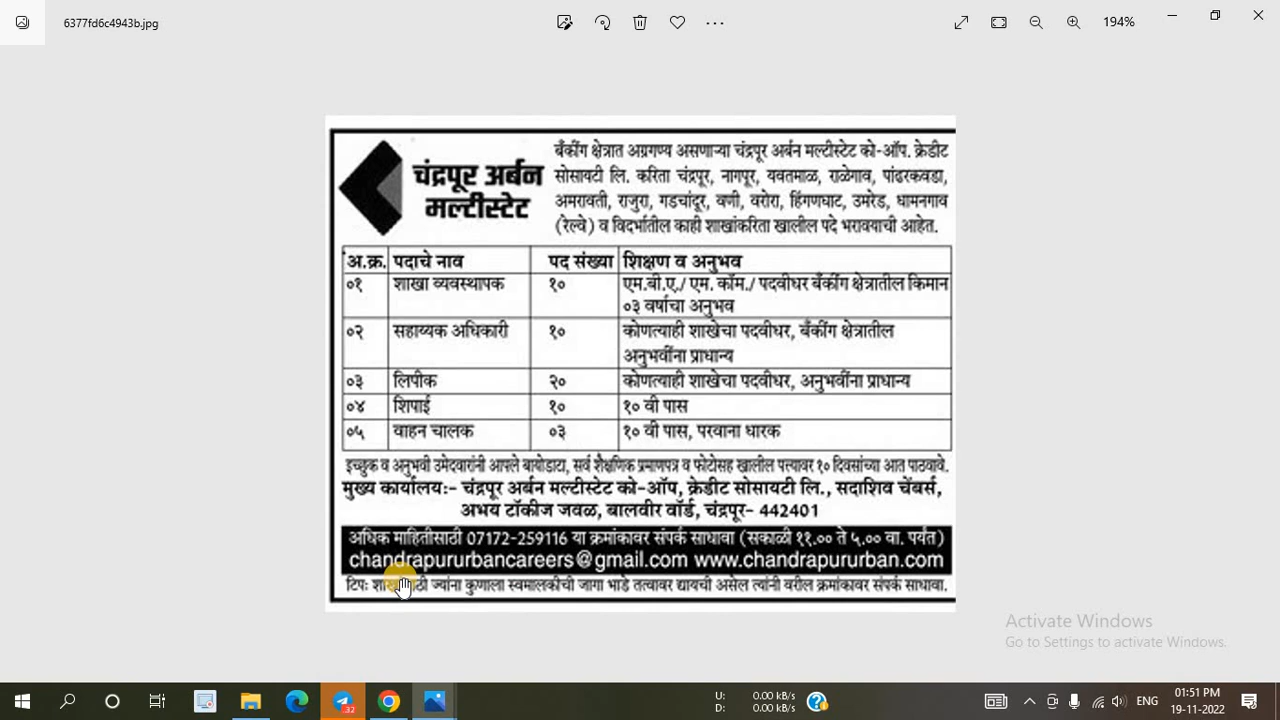 6377fd6c4943b.jpg
194%
चंद्रपूर अर्बन
मल्टीस्टेट
बँकींग क्षेत्रात अग्रगण्य असणाऱ्या चंद्रपूर अर्बन मल्टीस्टेट को-ऑप. क्रेडीट
सोसायटी लि. करिता चंद्रपूर, नागपूर, यवतमाळ, राळेगाव, पांढरकवडा,
अमरावती, राजुरा, गडचांदूर, वणी, वरोरा, हिंगणघाट, उमरेड, धामनगाव
(रेल्वे) व विदर्भातील काही शाखांकरिता खालील पदे भरावयाची आहेत.
अ.क्र. पदाचे नाव पद संख्या शिक्षण व अनुभव
०१ शाखा व्यवस्थापक १० एम.बी.ए./ एम. कॉम./ पदवीधर बँकींग क्षेत्रातील किमान
०३ वर्षाचा अनुभव
०२ सहाय्यक अधिकारी १० कोणत्याही शाखेचा पदवीधर, बँकींग क्षेत्रातील
अनुभवींना प्राधान्य
०३ लिपीक २० कोणत्याही शाखेचा पदवीधर, अनुभवींना प्राधान्य
०४ शिपाई १० १० वी पास
०५ वाहन चालक ०३ १० वी पास, परवाना धारक
इच्छुक व अनुभवी उमेदवारांनी आपले बायोडाटा, सर्व शैक्षणिक प्रमाणपत्र व फोटोसह खालील पत्यावर १० दिवसांच्या आत पाठवावे.
मुख्य कार्यालयः- चंद्रपूर अर्बन मल्टीस्टेट को-ऑप, क्रेडीट सोसायटी लि., सदाशिव चेंबर्स,
अभय टॉकीज जवळ, बालवीर वॉर्ड, चंद्रपूर- 442401
अधिक माहितीसाठी 07172-259116 या क्रमांकावर संपर्क साधावा (सकाळी ११.०० ते ५.०० वा. पर्यंत)
chandrapururbancareers@gmail.com www.chandrapururban.com
टिपः ज्यांना कुणाला स्वमालकीची जागा भाडे तत्वावर द्यायची असेल त्यांनी वरील क्रमांकावर संपर्क साधावा.
Activate Windows
Go to Settings to activate Windows.
32
U: 0.00 kB/s
D: 0.00 kB/s
ENG
01:51 PM
19-11-2022